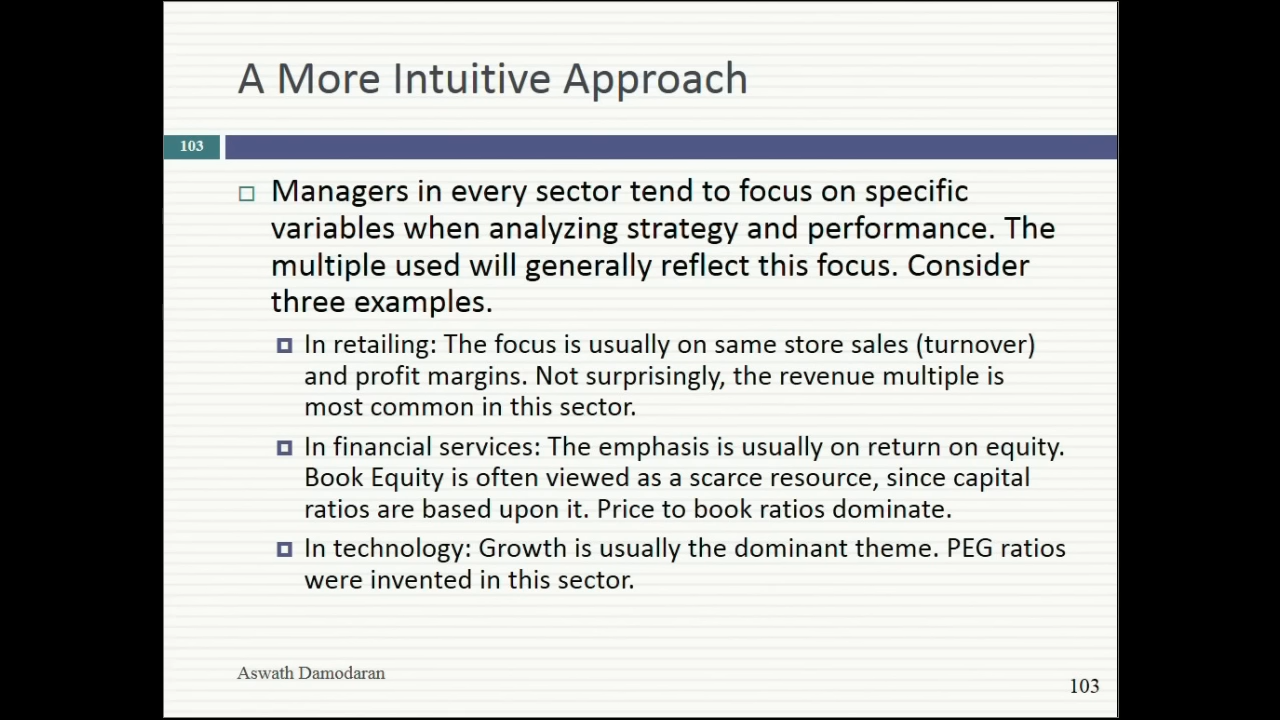 A More Intuitive Approach
103
Managers in every sector tend to focus on specific
variables when analyzing strategy and performance. The
multiple used will generally reflect this focus. Consider
three examples.
In retailing: The focus is usually on same store sales (turnover)
and profit margins. Not surprisingly, the revenue multiple is
most common in this sector.
In financial services: The emphasis is usually on return on equity.
Book Equity is often viewed as a scarce resource, since capital
ratios are based upon it. Price to book ratios dominate.
In technology: Growth is usually the dominant theme. PEG ratios
were invented in this sector.
Aswath Damodaran
103